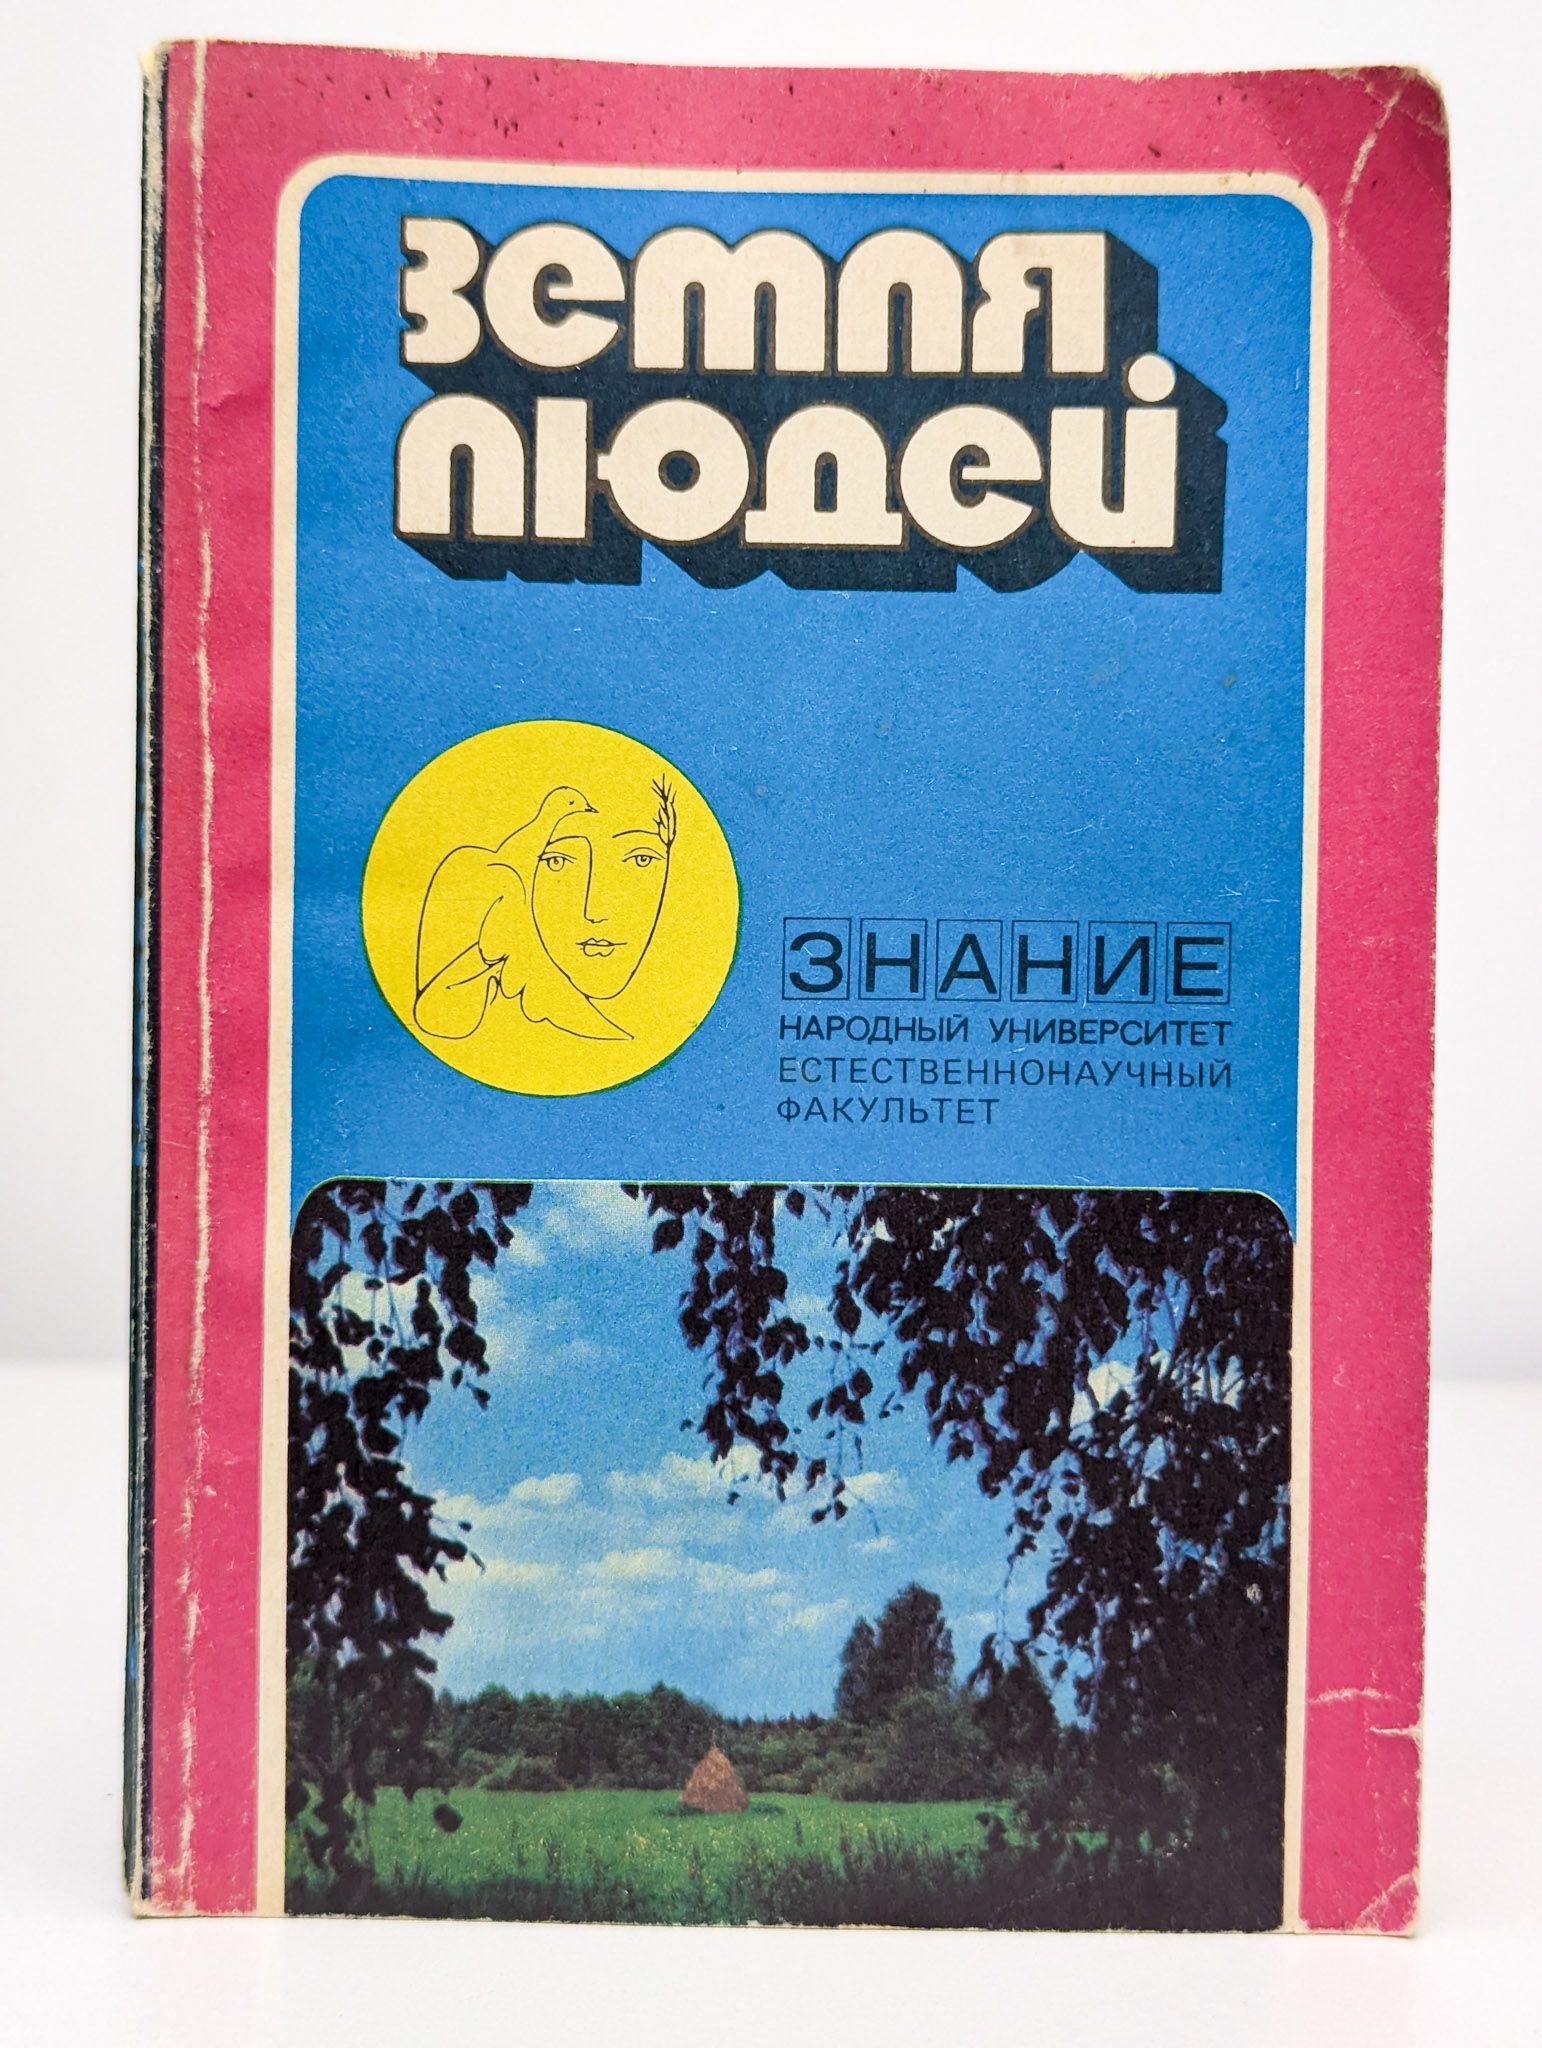 земля
людей
ЗНАНИЕ
НАРОДНЫЙ УНИВЕРСИТЕТ
ЕСТЕСТВЕННОНАУЧНЫЙ
ФАКУЛЬТЕТ